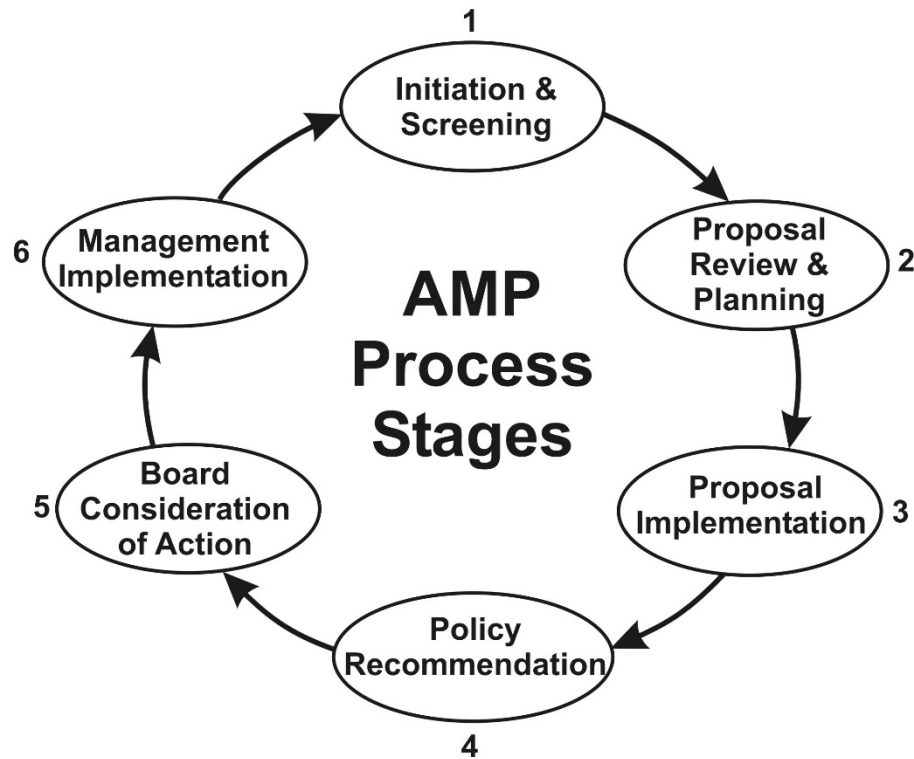 1
Initiation &
Screening
Proposal
Review &
Planning
2
Proposal
Implementation
3
Policy
Recommendation
4
Board
Consideration
of Action
5
Management
Implementation
6
AMP
Process
Stages